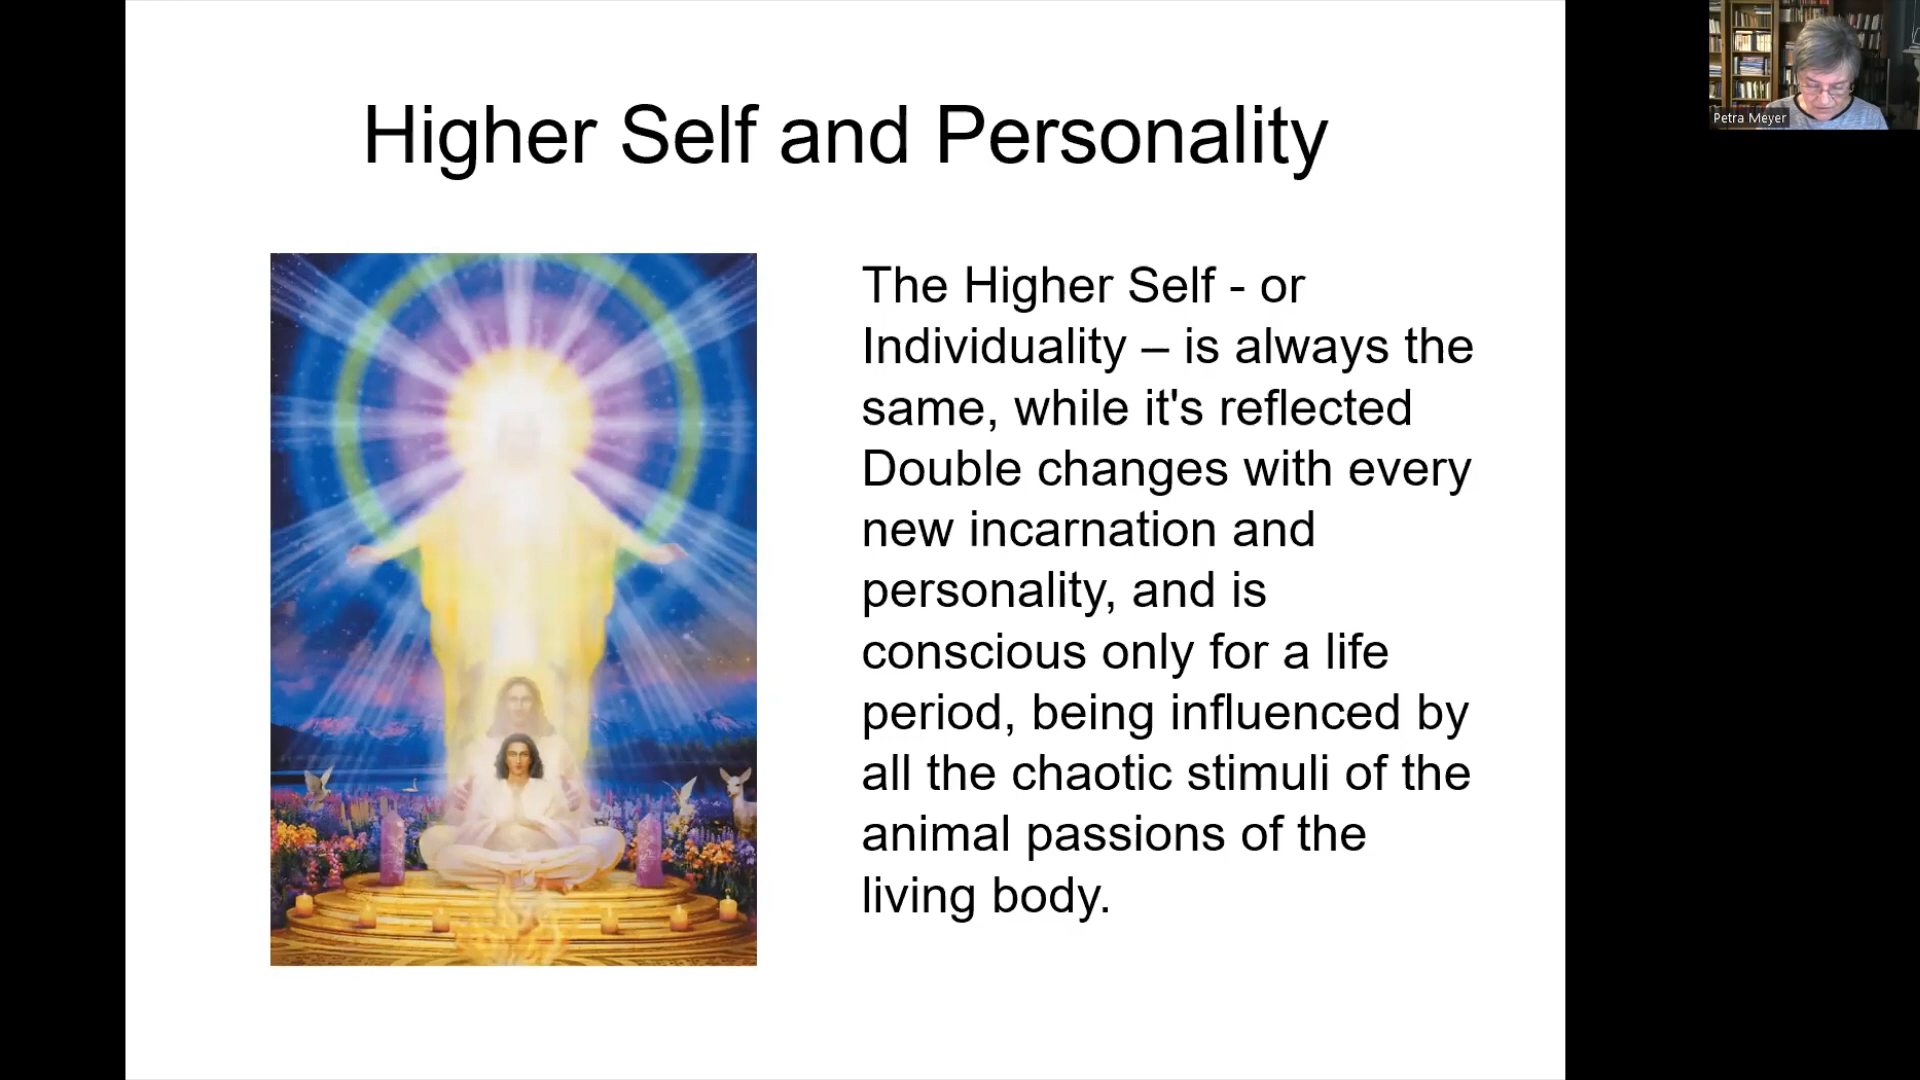 Higher Self and Personality
The Higher Self - or
Individuality – is always the
same, while it's reflected
Double changes with every
new incarnation and
personality, and is
conscious only for a life
period, being influenced by
all the chaotic stimuli of the
animal passions of the
living body.
Petra Meyer